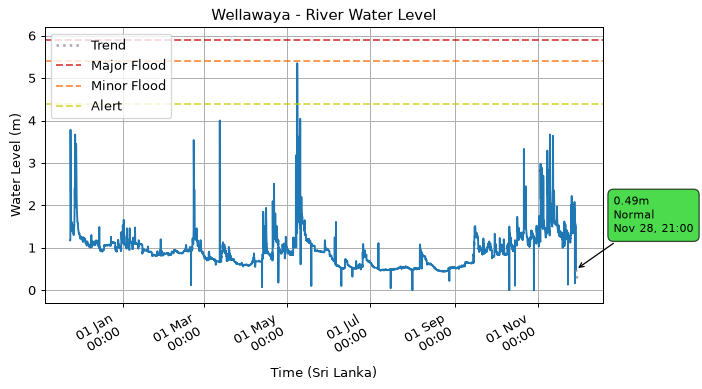 Wellawaya - River Water Level
Trend
Major Flood
Minor Flood
Alert
6
5
4
3
2
1
0
Water Level (m)
0.49m
Normal
Nov 28, 21:00
01 Jan
00:00
01 Mar
00:00
01 May
00:00
01 Jul
00:00
01 Sep
00:00
01 Nov
00:00
Time (Sri Lanka)